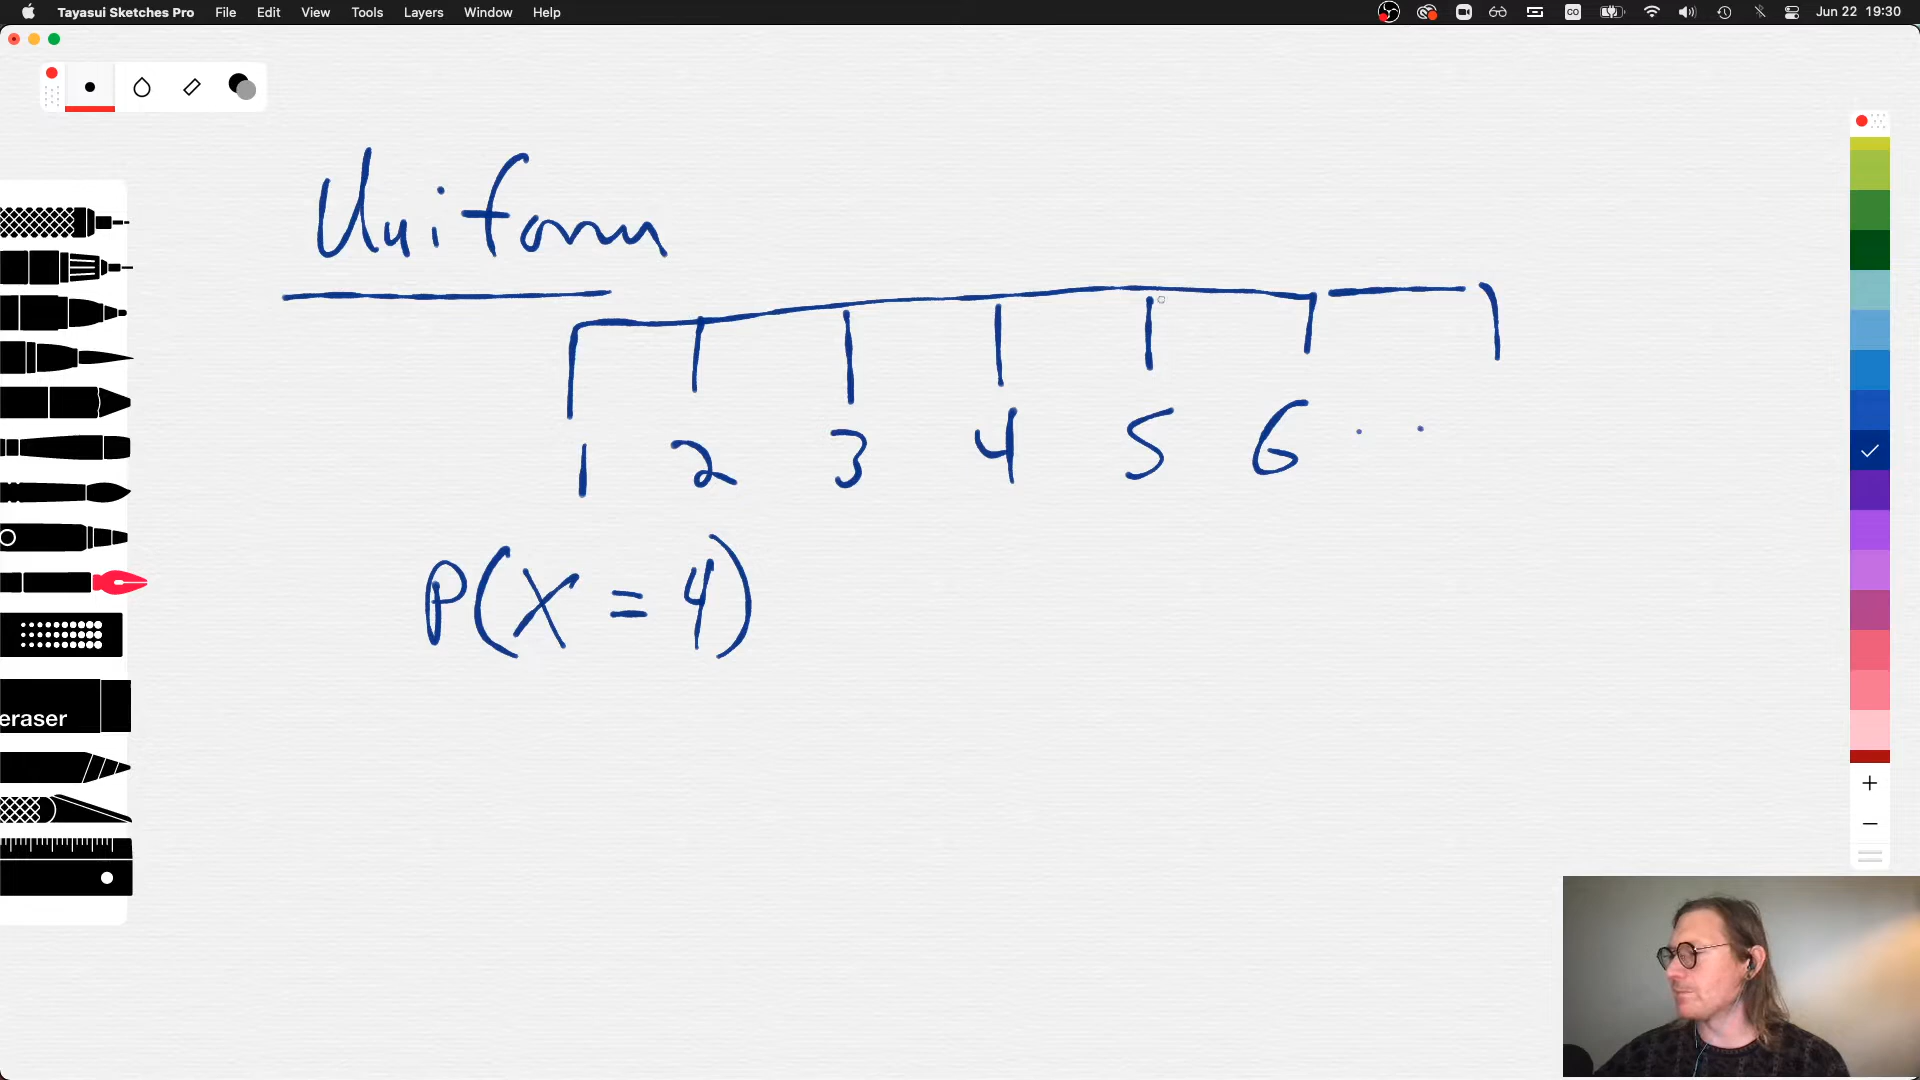 Tayasui Sketches Pro File Edit View Tools Layers Window Help Jun 22 19:30
Uniform
1 2 3 4 5 6 . .
P(X = 4)
eraser